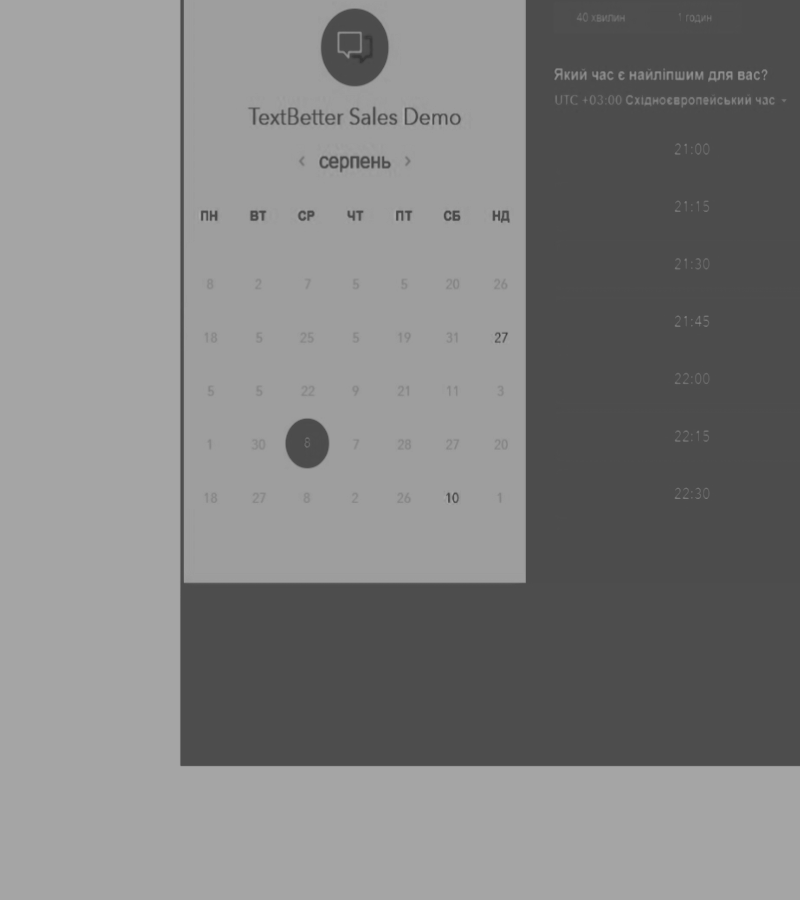 TextBetter Sales Demo
‹ серпень ›
ПН ВТ СР ЧТ ПТ СБ НД
8 2 7 5 5 20 26
18 5 25 5 19 31 27
5 5 22 9 21 11 3
1 30 8 7 28 27 20
18 27 8 2 26 10 1
40 хвилин 1 годин
Який час є найліпшим для вас?
UTC +03:00 Східноєвропейський час
21:00
21:15
21:30
21:45
22:00
22:15
22:30